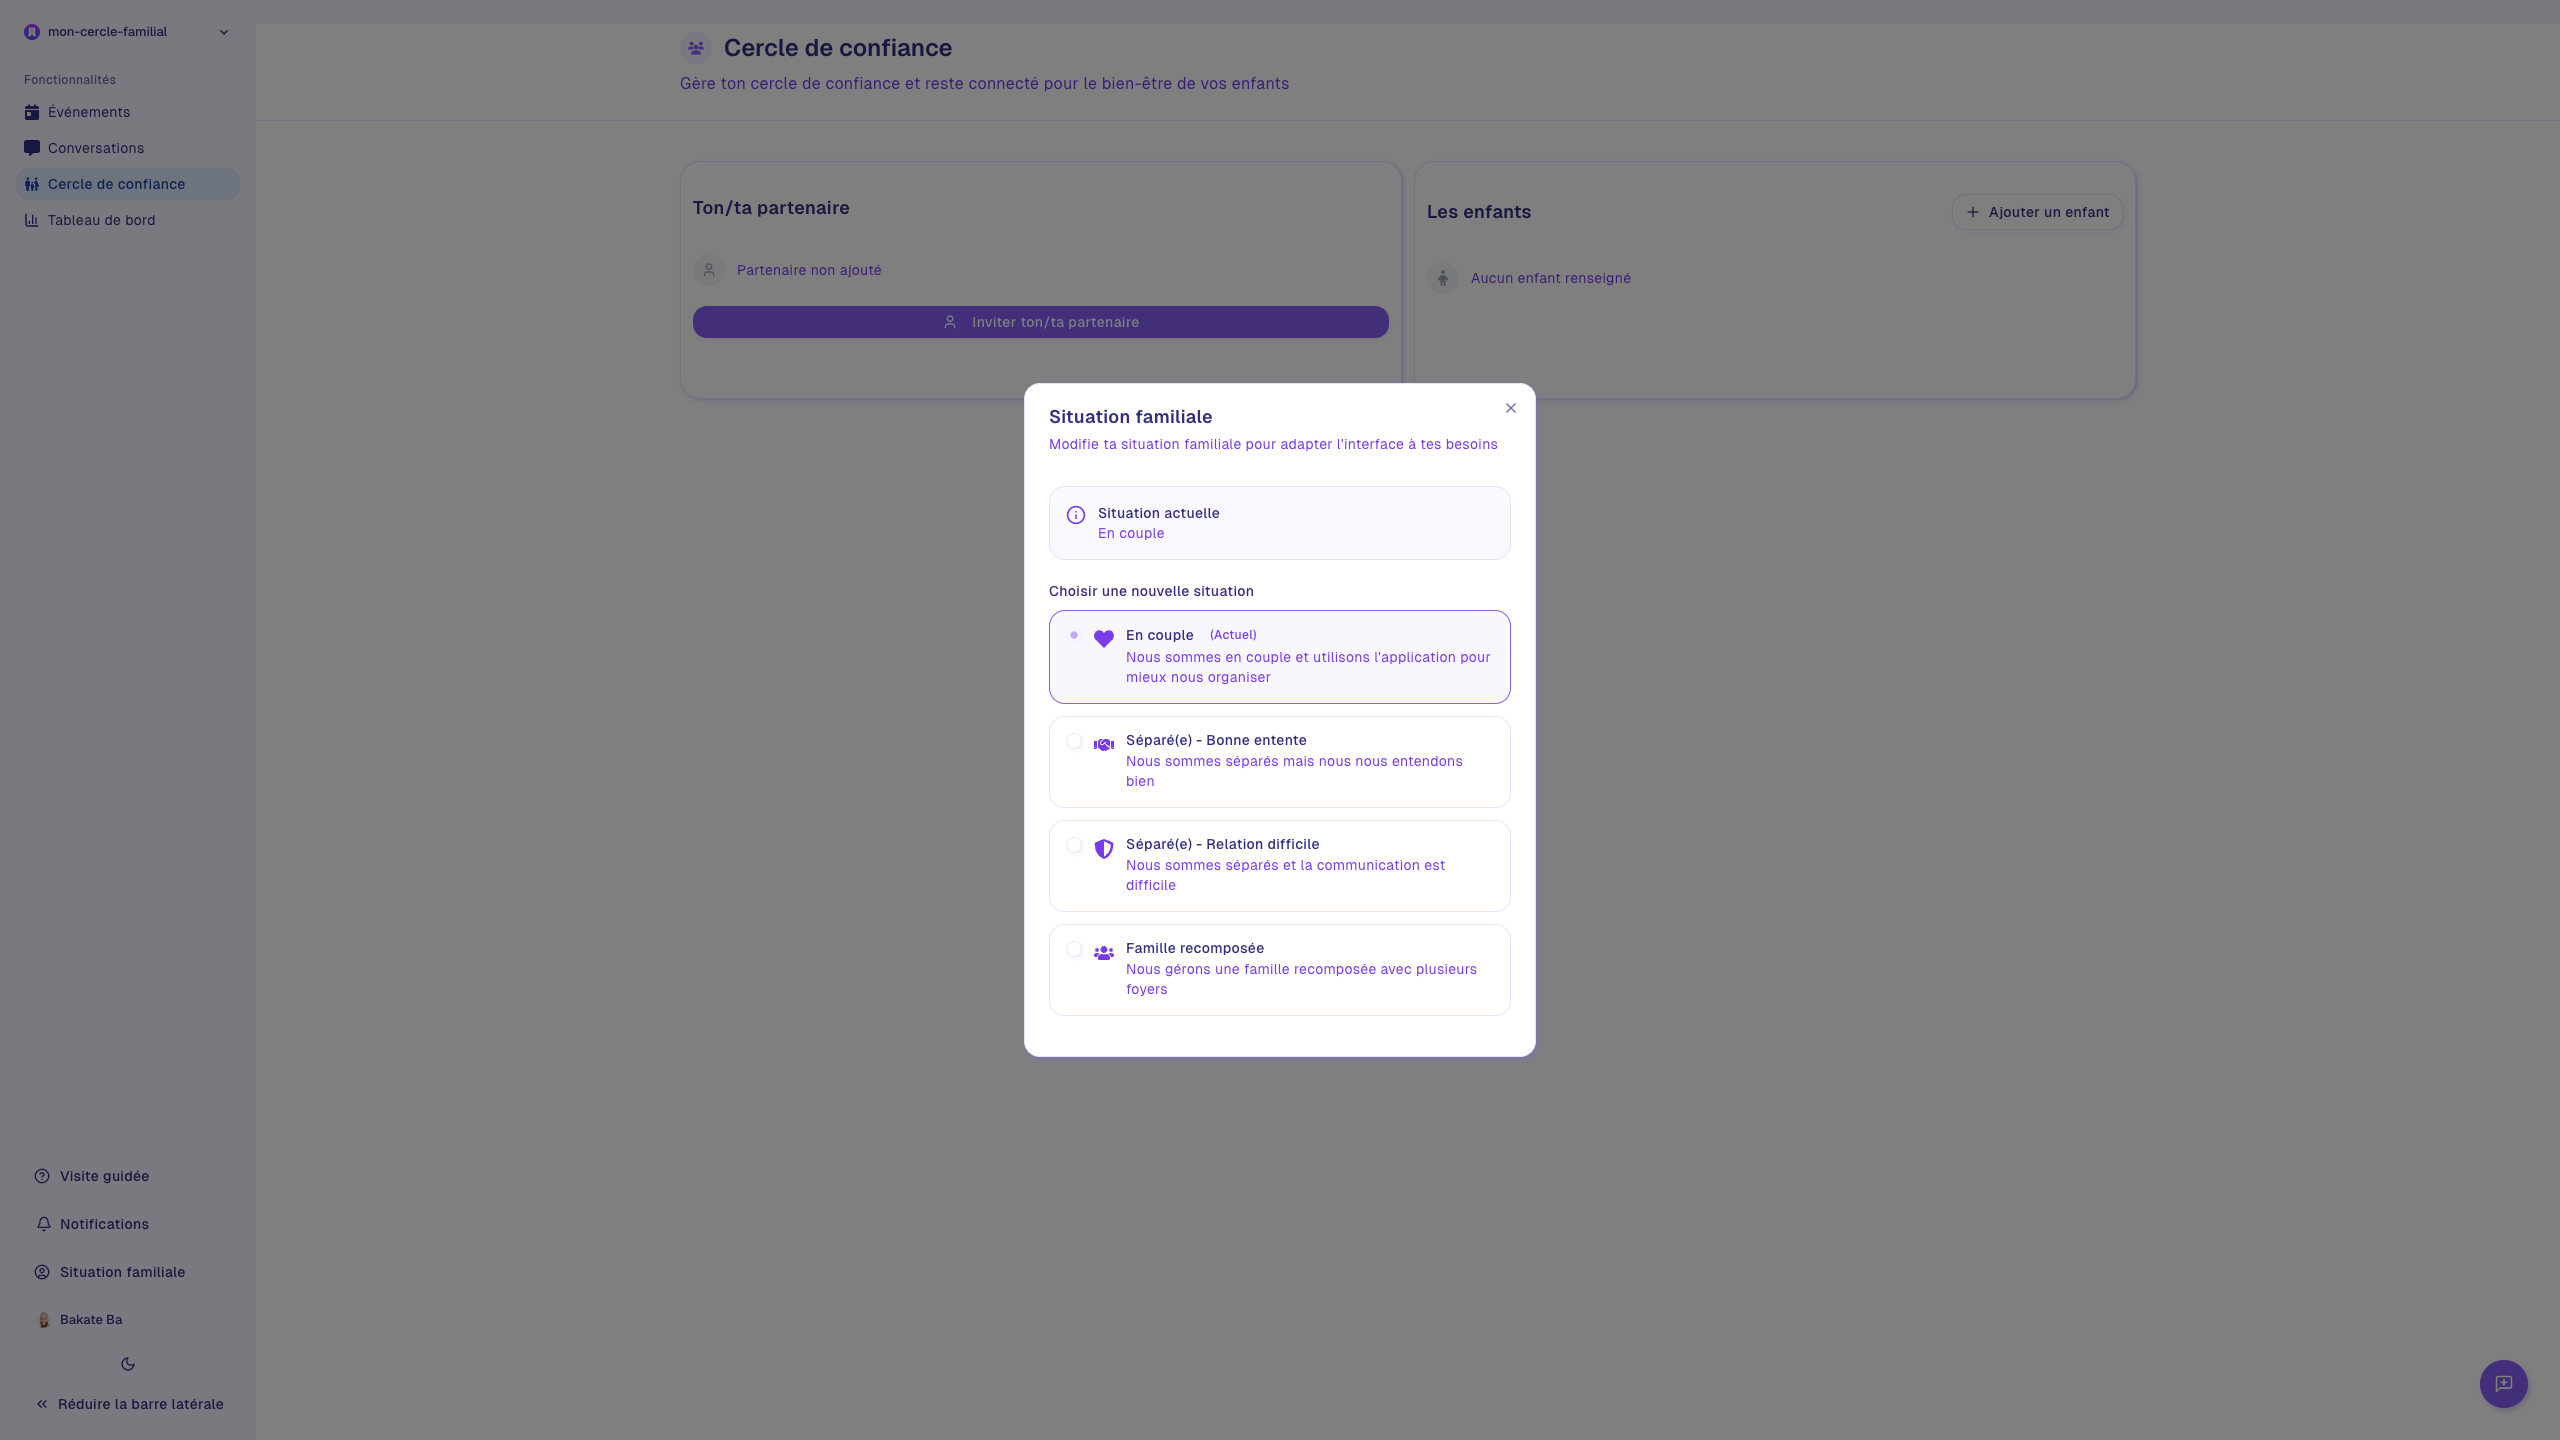 mon-cercle-familial
Fonctionnalités
Événements
Conversations
Cercle de confiance
Tableau de bord
Cercle de confiance
Gère ton cercle de confiance et reste connecté pour le bien-être de vos enfants
Ton/ta partenaire
Partenaire non ajouté
Inviter ton/ta partenaire
Les enfants
Ajouter un enfant
Aucun enfant renseigné
Situation familiale
Modifie ta situation familiale pour adapter l'interface à tes besoins
Situation actuelle
En couple
Choisir une nouvelle situation
En couple (Actuel)
Nous sommes en couple et utilisons l'application pour
mieux nous organiser
Séparé(e) - Bonne entente
Nous sommes séparés mais nous nous entendons
bien
Séparé(e) - Relation difficile
Nous sommes séparés et la communication est
difficile
Famille recomposée
Nous gérons une famille recomposée avec plusieurs
foyers
Visite guidée
Notifications
Situation familiale
Bakate Ba
Réduire la barre latérale